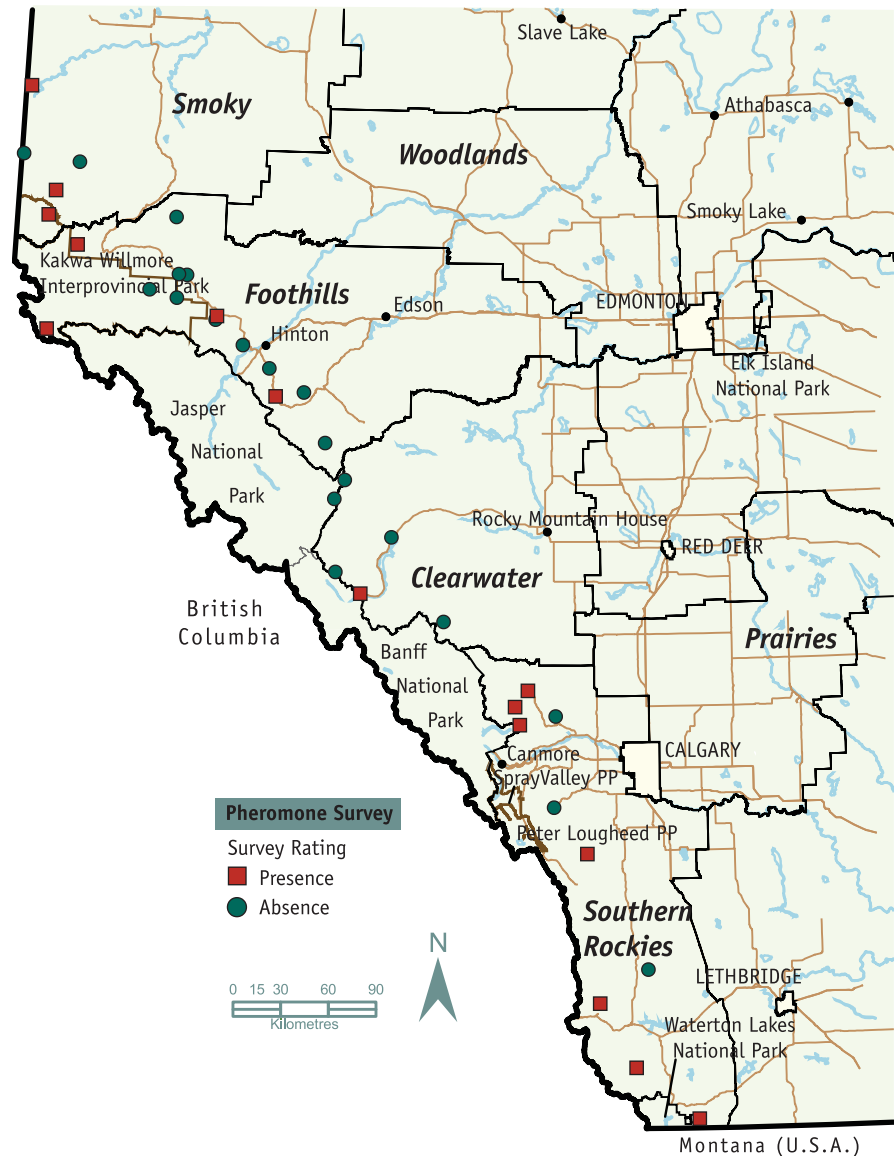 Slave Lake
Smoky
Athabasca
Woodlands
Smoky Lake
Kakwa Willmore
Interprovincial Park
Foothills
EDMONTON
Edson
Hinton
Elk Island
National Park
Jasper
National
Park
Rocky Mountain House
RED DEER
Clearwater
British
Columbia
Prairies
Banff
National
Park
Canmore
CALGARY
SprayValley PP
Pheromone Survey
Peter Lougheed PP
Survey Rating
Presence
Absence
Southern
Rockies
N
LETHBRIDGE
0 15 30 60 90
Kilometres
Waterton Lakes
National Park
Montana (U.S.A.)